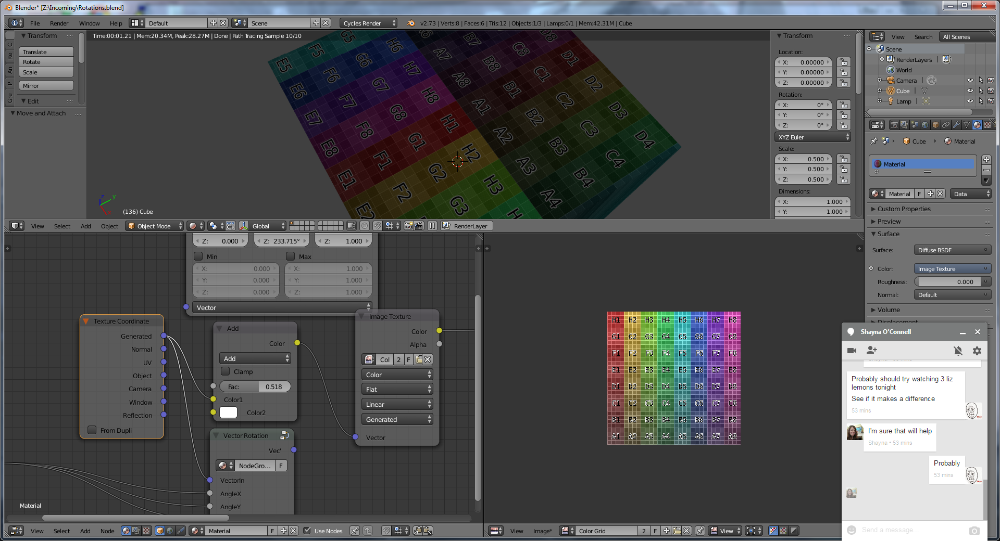 Blender* [Z:\Incoming\Rotations.blend]
File Render Window Help Default Scene Cycles Render v2.73 | Verts:8 | Faces:6 | Tris:12 | Objects:1/3 | Lamps:0/1 | Mem:42.31M | Cube
Time:00:01.21 | Mem:20.34M, Peak:28.27M | Done | Path Tracing Sample 10/10
Transform
Translate
Rotate
Scale
Mirror
Edit
Move and Attach
C
Re
An
P
Gre
G5 H6 B7 D8
E5 F5 G6 H6 A7 C8 D1
E6 F6 G7 H7 A8 B8 C1 D2
E7 F7 G8 H8 A1 B1 C2 D3
E8 F8 G1 H1 A2 B2 C3 D4
E1 F1 G2 H2 A3 B3 C4
E2 F2 G3 H3 A4 B4
z
y
(136) Cube
View Select Add Object Object Mode Global RenderLayer
Transform
Location:
X: 0.00000
Y: 0.00000
Z: 0.00000
Rotation:
X: 0°
Y: 0°
Z: 0°
XYZ Euler
Scale:
X: 0.500
Y: 0.500
Z: 0.500
Dimensions:
X: 1.000
Y: 1.000
View Search All Scenes
Scene
RenderLayers |
World
Camera |
Cube |
Lamp |
Cube Material
Material
Material F Data
Custom Properties
Preview
Surface
Surface: Diffuse BSDF
Color: Image Texture
Roughness: 0.000
Normal: Default
Volume
Displacement
Z: 0.000 Z: 233.715° Z: 1.000
Min Max
X: 0.000 X: 1.000
Y: 0.000 Y: 1.000
Z: 0.000 Z: 1.000
Vector
Texture Coordinate
Generated
Normal
UV
Object
Camera
Window
Reflection
From Dupli
Add
Color
Add
Clamp
Fac: 0.518
Color1
Color2
Vector Rotation
Vec'
NodeGro... F
VectorIn
AngleX
AngleY
Image Texture
Color
Alpha
Col 2 F
Color
Flat
Linear
Generated
Vector
Material
View Select Add Node Material F Use Nodes
H1 H2 H3 H4 H5 H6 H7 H8
G1 G2 G3 G4 G5 G6 G7 G8
F1 F2 F3 F4 F5 F6 F7 F8
E1 E2 E3 E4 E5 E6 E7 E8
D1 D2 D3 D4 D5 D6 D7 D8
C1 C2 C3 C4 C5 C6 C7 C8
B1 B2 B3 B4 B5 B6 B7 B8
A1 A2 A3 A4 A5 A6 A7 A8
View Image* Color Grid 2 F View
Shayna O'Connell
Probably should try watching 3 liz
lemons tonight
See if it makes a difference
53 mins
I'm sure that will help
Shayna • 53 mins
Probably
53 mins
Send a message...